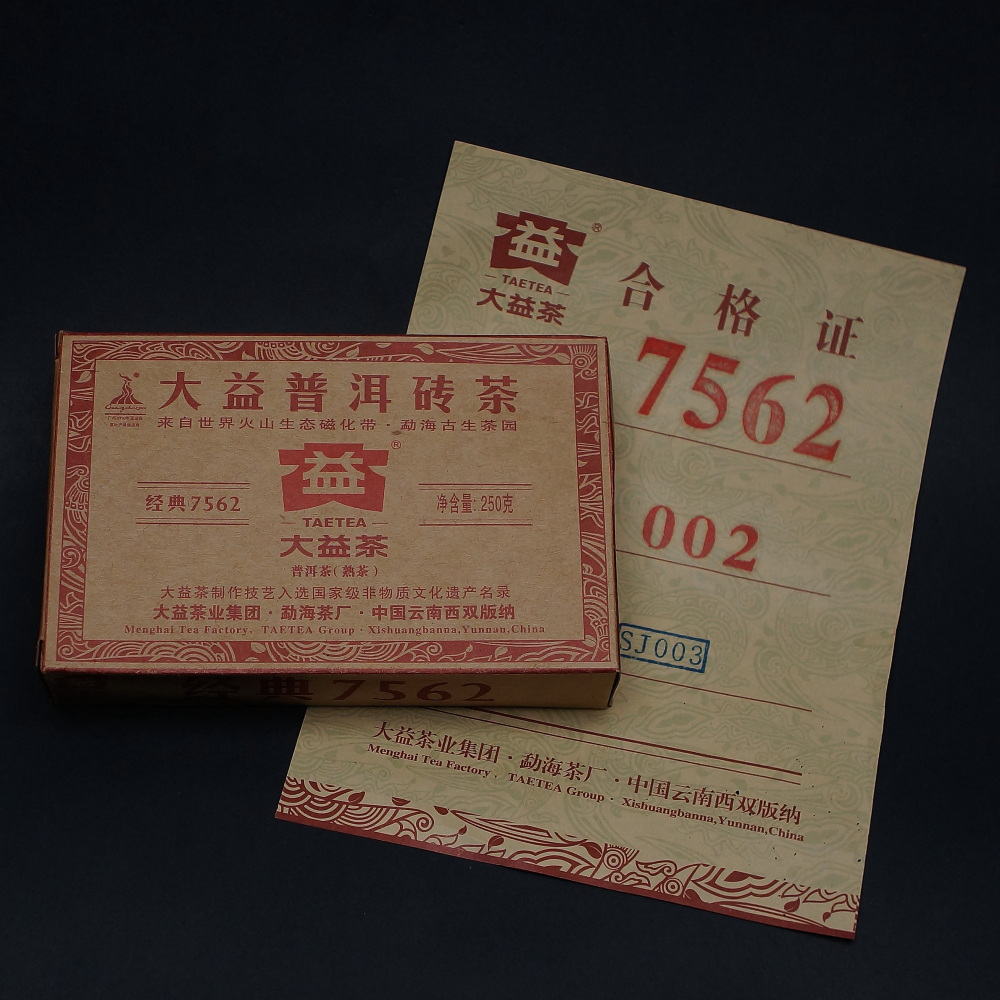 大益普洱砖茶
来自世界火山生态磁化带·勐海古生茶园
益
®
TAETEA
大益茶
经典7562
净含量:250克
普洱茶(熟茶)
大益茶制作技艺入选国家级非物质文化遗产名录
大益茶业集团·勐海茶厂·中国云南西双版纳
Menghai Tea Factory, TAETEA Group · Xishuangbanna,Yunnan,China
经典7562
益
®
TAETEA
大益茶
合格证
7562
002
SJ003
大益茶业集团·勐海茶厂·中国云南西双版纳
Menghai Tea Factory, TAETEA Group · Xishuangbanna,Yunnan,China